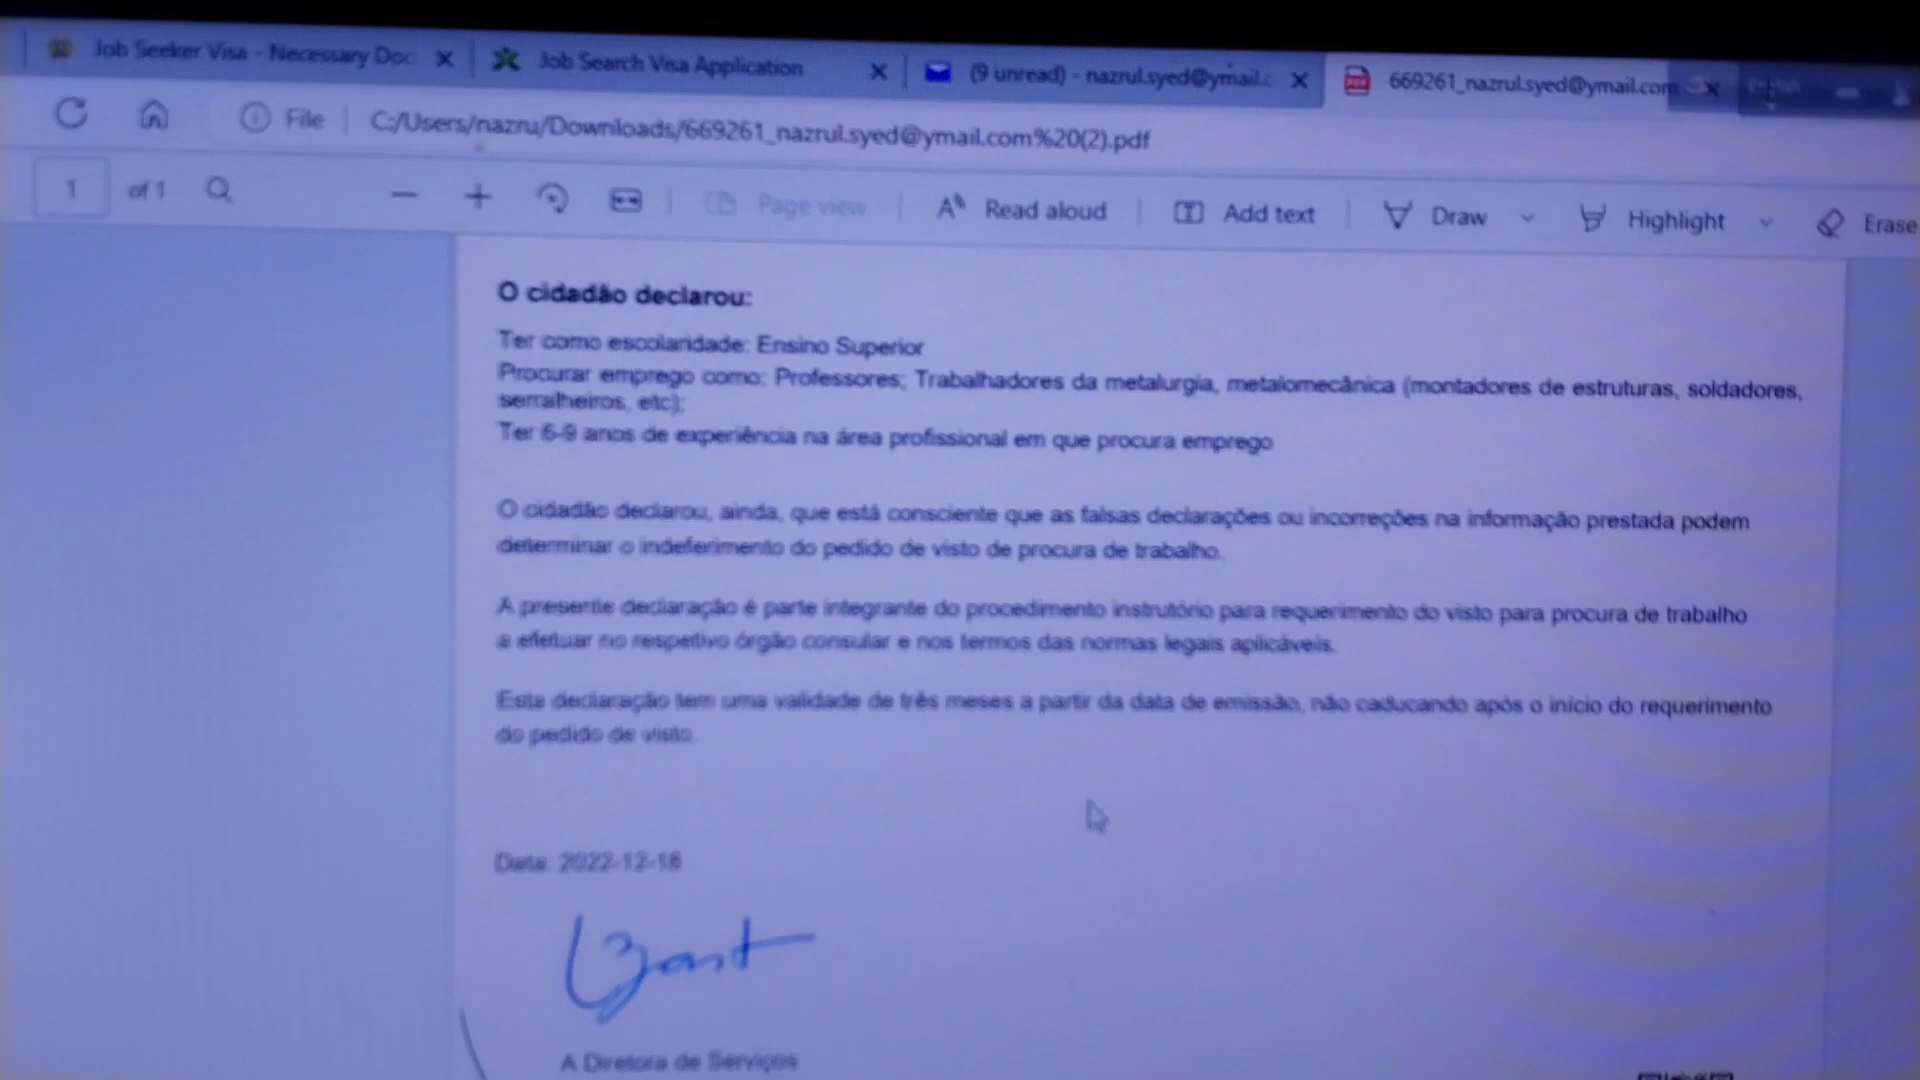 Job Seeker Visa - Necessary Doc
Job Search Visa Application
(9 unread) - nazrul.syed@ymail.c
669261_nazrul.syed@ymail.com
File
C:/Users/nazru/Downloads/669261_nazrul.syed@ymail.com%20(2).pdf
1 of 1
Page view
Read aloud
Add text
Draw
Highlight
Erase
O cidadão declarou:
Ter como escolaridade: Ensino Superior
Procurar emprego como: Professores; Trabalhadores da metalurgia, metalomecânica (montadores de estruturas, soldadores,
serralheiros, etc);
Ter 6-9 anos de experiência na área profissional em que procura emprego
O cidadão declarou, ainda, que está consciente que as falsas declarações ou incorreções na informação prestada podem
determinar o indeferimento do pedido de visto de procura de trabalho.
A presente declaração é parte integrante do procedimento instrutório para requerimento do visto para procura de trabalho
a efetuar no respetivo órgão consular e nos termos das normas legais aplicáveis.
Esta declaração tem uma validade de três meses a partir da data de emissão, não caducando após o início do requerimento
do pedido de visto.
Data: 2022-12-18
A Diretora de Serviços